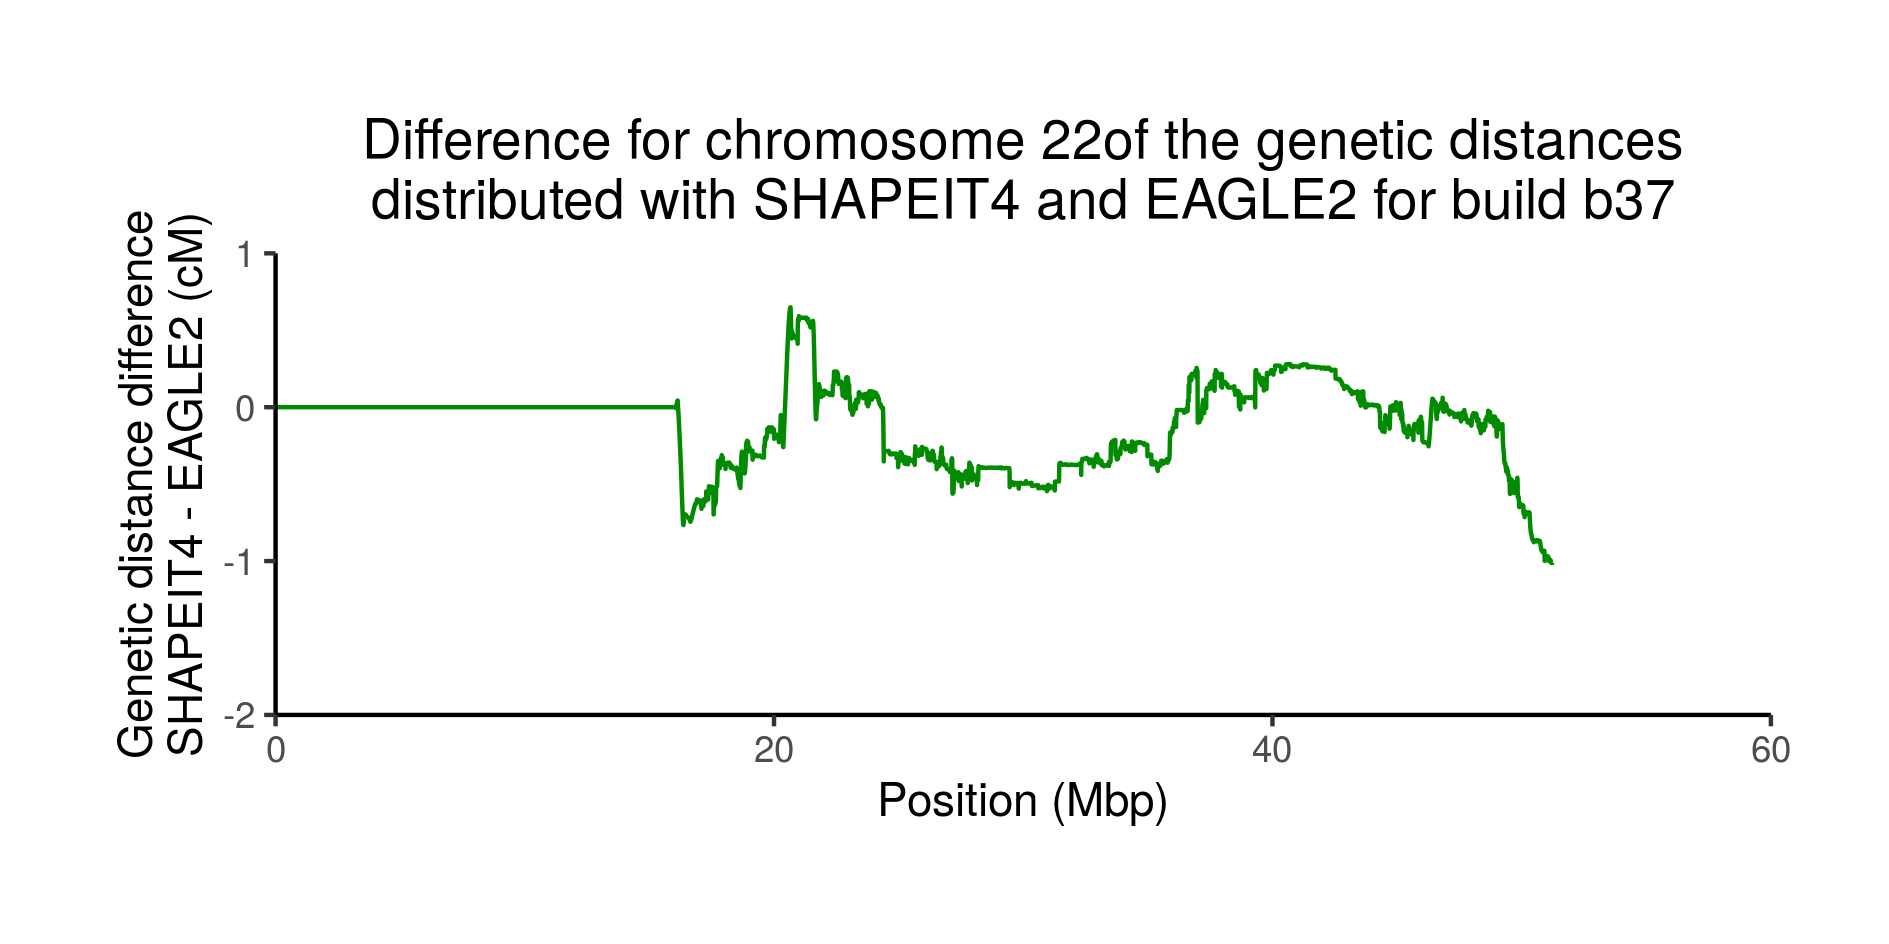 Difference for chromosome 22of the genetic distances
distributed with SHAPEIT4 and EAGLE2 for build b37
Genetic distance difference
SHAPEIT4 - EAGLE2 (cM)
1
0
-1
-2
0
20
40
60
Position (Mbp)